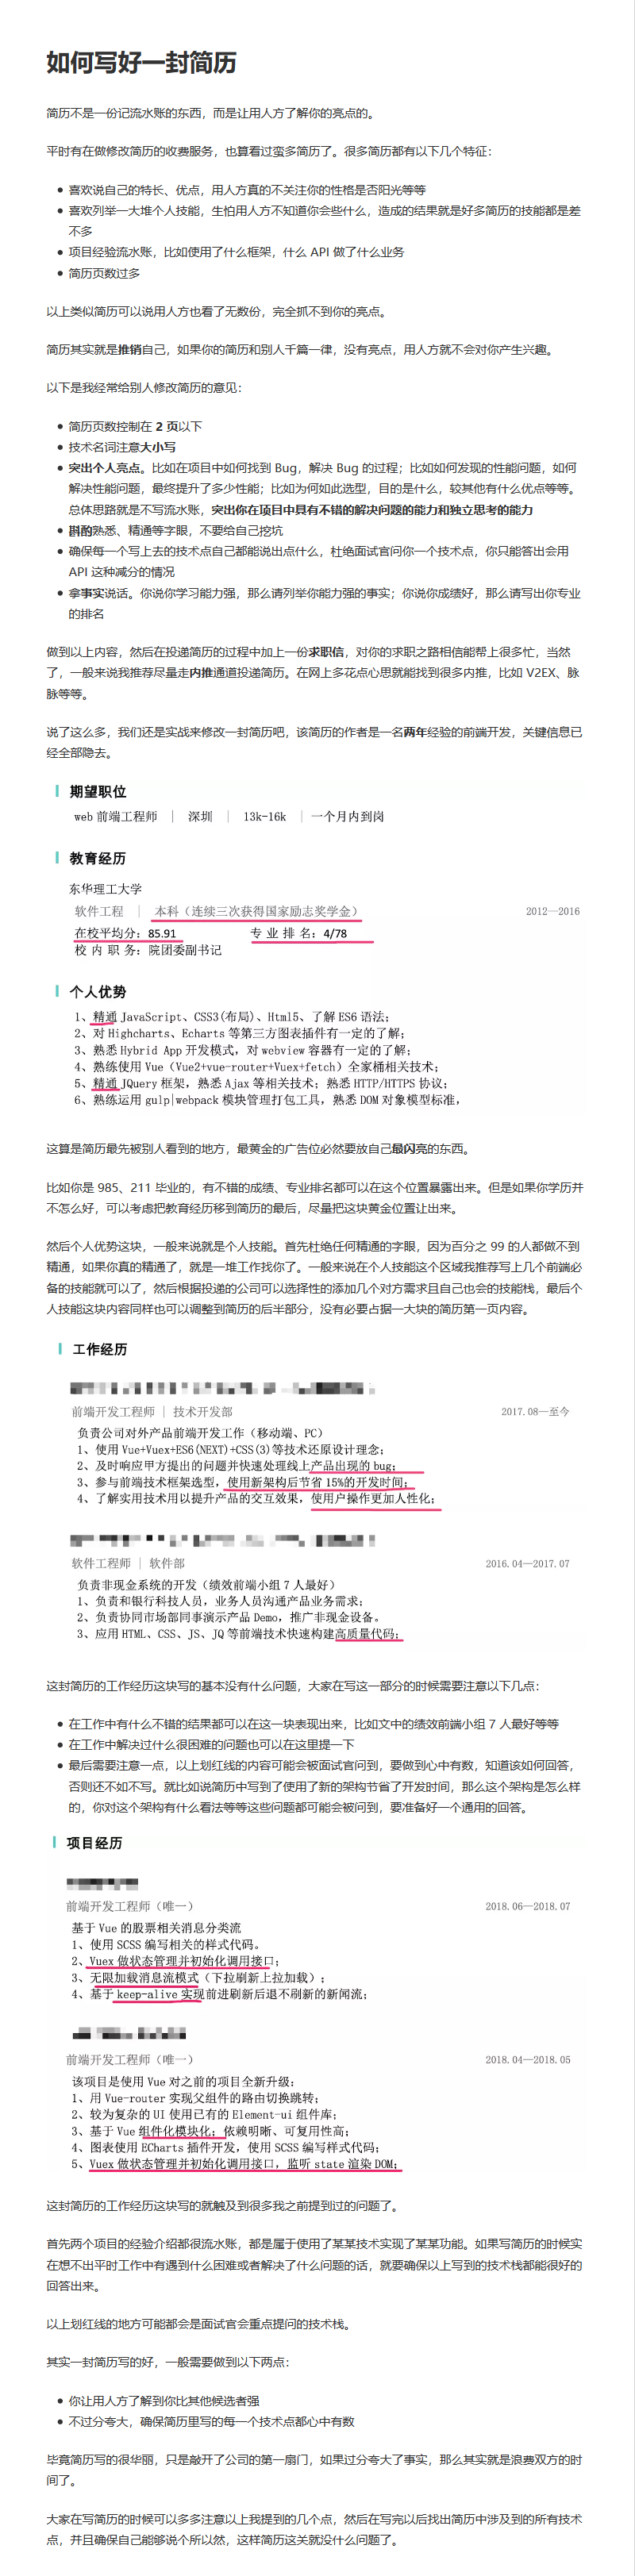 如何写好一封简历
简历不是一份记流水账的东西，而是让用人方了解你的亮点的。
平时有在做修改简历的收费服务，也算看过蛮多简历了。很多简历都有以下几个特征：
喜欢说自己的特长、优点，用人方真的不关注你的性格是否阳光等等
喜欢列举一大堆个人技能，生怕用人方不知道你会些什么，造成的结果就是好多简历的技能都是差
不多
项目经验流水账，比如使用了什么框架，什么 API 做了什么业务
简历页数过多
以上类似简历可以说用人方也看了无数份，完全抓不到你的亮点。
简历其实就是推销自己，如果你的简历和别人千篇一律，没有亮点，用人方就不会对你产生兴趣。
以下是我经常给别人修改简历的意见：
简历页数控制在 2 页以下
技术名词注意大小写
突出个人亮点。比如在项目中如何找到 Bug，解决 Bug 的过程；比如如何发现的性能问题，如何
解决性能问题，最终提升了多少性能；比如为何如此选型，目的是什么，较其他有什么优点等等。
总体思路就是不写流水账，突出你在项目中具有不错的解决问题的能力和独立思考的能力
斟酌熟悉、精通等字眼，不要给自己挖坑
确保每一个写上去的技术点自己都能说出点什么，杜绝面试官问你一个技术点，你只能答出会用
API 这种减分的情况
拿事实说话。你说你学习能力强，那么请列举你能力强的事实；你说你成绩好，那么请写出你专业
的排名
做到以上内容，然后在投递简历的过程中加上一份求职信，对你的求职之路相信能帮上很多忙，当然
了，一般来说我推荐尽量走内推通道投递简历。在网上多花点心思就能找到很多内推，比如 V2EX、脉
脉等等。
说了这么多，我们还是实战来修改一封简历吧，该简历的作者是一名两年经验的前端开发，关键信息已
经全部隐去。
期望职位
web 前端工程师 | 深圳 | 13k-16k | 一个月内到岗
教育经历
东华理工大学
软件工程 | 本科（连续三次获得国家励志奖学金） 2012—2016
在校平均分：85.91 专 业 排 名：4/78
校 内 职 务：院团委副书记
个人优势
1、精通 JavaScript、CSS3(布局)、Html5、了解 ES6 语法；
2、对 Highcharts、Echarts 等第三方图表插件有一定的了解；
3、熟悉 Hybrid App 开发模式，对 webview 容器有一定的了解；
4、熟练使用 Vue（Vue2+vue-router+Vuex+fetch）全家桶相关技术；
5、精通 JQuery 框架，熟悉 Ajax 等相关技术；熟悉 HTTP/HTTPS 协议；
6、熟练运用 gulp|webpack 模块管理打包工具，熟悉 DOM 对象模型标准，
这算是简历最先被别人看到的地方，最黄金的广告位必然要放自己最闪亮的东西。
比如你是 985、211 毕业的，有不错的成绩、专业排名都可以在这个位置暴露出来。但是如果你学历并
不怎么好，可以考虑把教育经历移到简历的最后，尽量把这块黄金位置让出来。
然后个人优势这块，一般来说就是个人技能。首先杜绝任何精通的字眼，因为百分之 99 的人都做不到
精通，如果你真的精通了，就是一堆工作找你了。一般来说在个人技能这个区域我推荐写上几个前端必
备的技能就可以了，然后根据投递的公司可以选择性的添加几个对方需求且自己也会的技能栈，最后个
人技能这块内容同样也可以调整到简历的后半部分，没有必要占据一大块的简历第一页内容。
工作经历
前端开发工程师 | 技术开发部 2017.08—至今
负责公司对外产品前端开发工作（移动端、PC）
1、使用 Vue+Vuex+ES6(NEXT)+CSS(3)等技术还原设计理念；
2、及时响应甲方提出的问题并快速处理线上产品出现的 bug；
3、参与前端技术框架选型，使用新架构后节省 15%的开发时间；
4、了解实用技术用以提升产品的交互效果，使用户操作更加人性化；
软件工程师 | 软件部 2016.04—2017.07
负责非现金系统的开发（绩效前端小组 7 人最好）
1、负责和银行科技人员，业务人员沟通产品业务需求；
2、负责协同市场部同事演示产品 Demo，推广非现金设备。
3、应用 HTML、CSS、JS、JQ 等前端技术快速构建高质量代码；
这封简历的工作经历这块写的基本没有什么问题，大家在写这一部分的时候需要注意以下几点：
在工作中有什么不错的结果都可以在这一块表现出来，比如文中的绩效前端小组 7 人最好等等
在工作中解决过什么很困难的问题也可以在这里提一下
最后需要注意一点，以上划红线的内容可能会被面试官问到，要做到心中有数，知道该如何回答，
否则还不如不写。就比如说简历中写到了使用了新的架构节省了开发时间，那么这个架构是怎么样
的，你对这个架构有什么看法等等这些问题都可能会被问到，要准备好一个通用的回答。
项目经历
前端开发工程师（唯一） 2018.06—2018.07
基于 Vue 的股票相关消息分类流
1、使用 SCSS 编写相关的样式代码。
2、Vuex 做状态管理并初始化调用接口；
3、无限加载消息流模式（下拉刷新上拉加载）；
4、基于 keep-alive 实现前进刷新后退不刷新的新闻流；
前端开发工程师（唯一） 2018.04—2018.05
该项目是使用 Vue 对之前的项目全新升级：
1、用 Vue-router 实现父组件的路由切换跳转；
2、较为复杂的 UI 使用已有的 Element-ui 组件库；
3、基于 Vue 组件化模块化；依赖明晰、可复用性高；
4、图表使用 ECharts 插件开发，使用 SCSS 编写样式代码；
5、Vuex 做状态管理并初始化调用接口，监听 state 渲染 DOM；
这封简历的工作经历这块写的就触及到很多我之前提到过的问题了。
首先两个项目的经验介绍都很流水账，都是属于使用了某某技术实现了某某功能。如果写简历的时候实
在想不出平时工作中有遇到什么困难或者解决了什么问题的话，就要确保以上写到的技术栈都能很好的
回答出来。
以上划红线的地方可能都会是面试官会重点提问的技术栈。
其实一封简历写的好，一般需要做到以下两点：
你让用人方了解到你比其他候选者强
不过分夸大，确保简历里写的每一个技术点都心中有数
毕竟简历写的很华丽，只是敲开了公司的第一扇门，如果过分夸大了事实，那么其实就是浪费双方的时
间了。
大家在写简历的时候可以多多注意以上我提到的几个点，然后在写完以后找出简历中涉及到的所有技术
点，并且确保自己能够说个所以然，这样简历这关就没什么问题了。